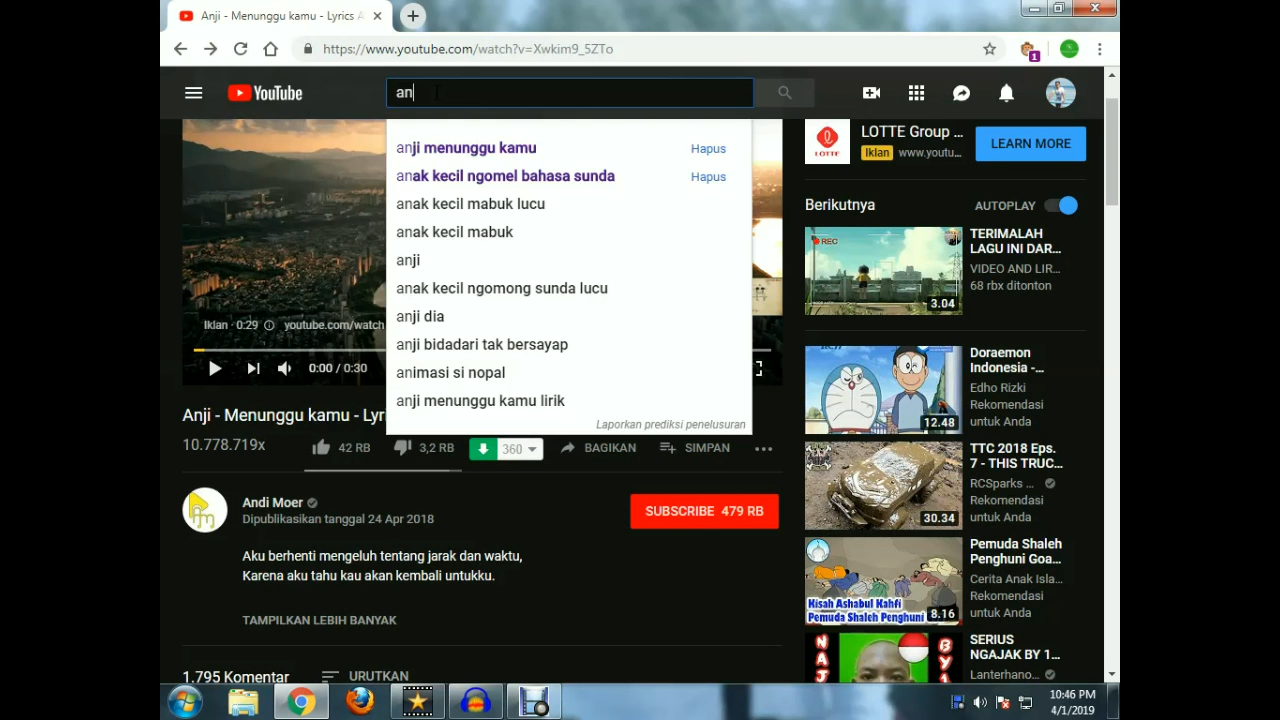 Anji - Menunggu kamu - Lyrics A
https://www.youtube.com/watch?v=Xwkim9_5ZTo
1
YouTube
an
anji menunggu kamu Hapus
anak kecil ngomel bahasa sunda Hapus
anak kecil mabuk lucu
anak kecil mabuk
anji
anak kecil ngomong sunda lucu
anji dia
anji bidadari tak bersayap
animasi si nopal
anji menunggu kamu lirik
Laporkan prediksi penelusuran
Iklan · 0:29 youtube.com/watch
0:00 / 0:30
Anji - Menunggu kamu - Lyri
10.778.719x
42 RB 3,2 RB 360 BAGIKAN SIMPAN
Andi Moer
Dipublikasikan tanggal 24 Apr 2018
SUBSCRIBE 479 RB
Aku berhenti mengeluh tentang jarak dan waktu,
Karena aku tahu kau akan kembali untukku.
TAMPILKAN LEBIH BANYAK
1.795 Komentar URUTKAN
LOTTE
LOTTE Group ...
Iklan www.youtu...
LEARN MORE
Berikutnya AUTOPLAY
REC
3.04
TERIMALAH
LAGU INI DAR...
VIDEO AND LIR...
68 rbx ditonton
12.48
Doraemon
Indonesia -...
Edho Rizki
Rekomendasi
untuk Anda
30.34
TTC 2018 Eps.
7 - THIS TRUC...
RCSparks ...
Rekomendasi
untuk Anda
Kisah Ashabul Kahfi
Pemuda Shaleh Penghuni
8.16
Pemuda Shaleh
Penghuni Goa...
Cerita Anak Isla...
Rekomendasi
untuk Anda
NAJ
BY
SERIUS
NGAJAK BY 1...
Lanterhano...
10:46 PM
4/1/2019